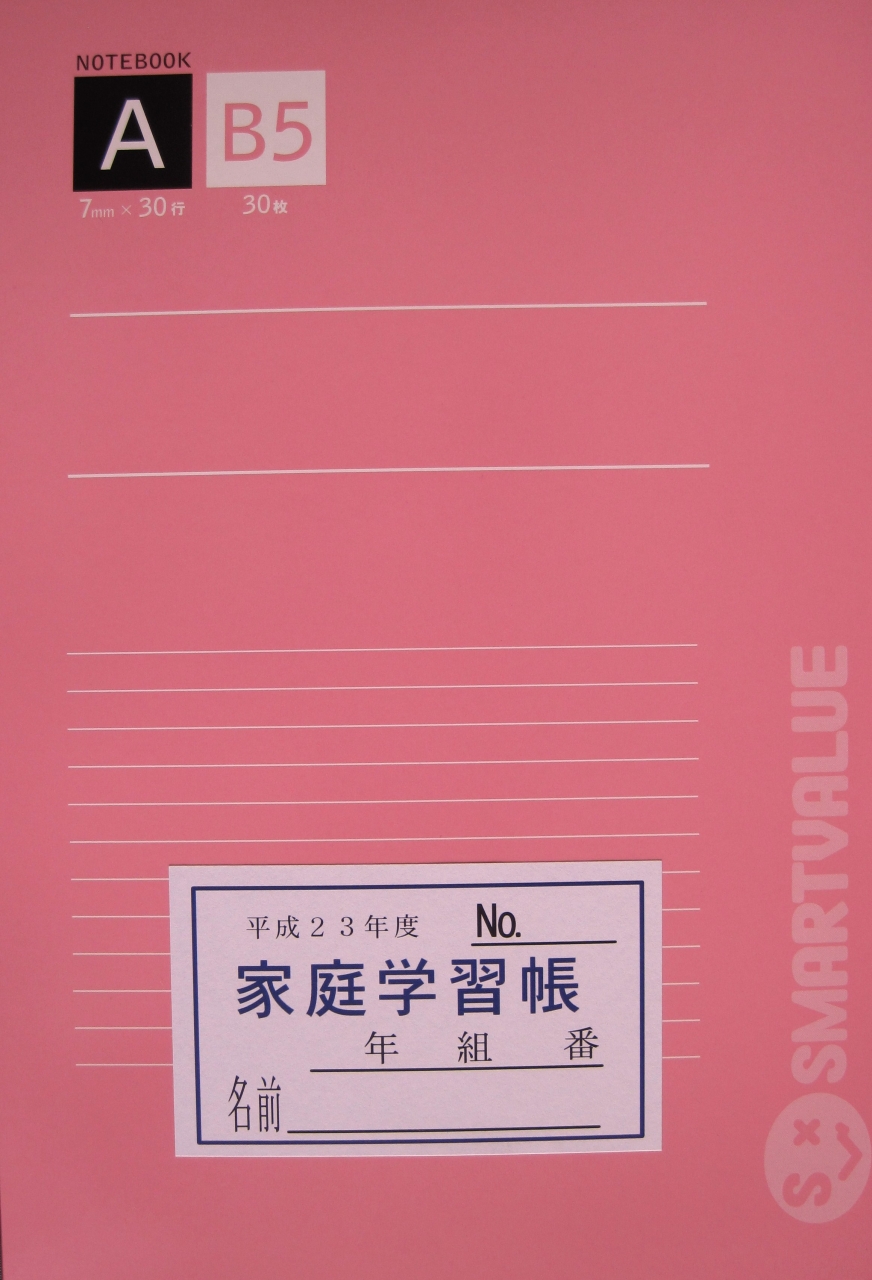 NOTEBOOK
A B5
7mm×30行 30枚
平成23年度 No.
家庭学習帳
年 組 番
名前
SMARTVALUE
S